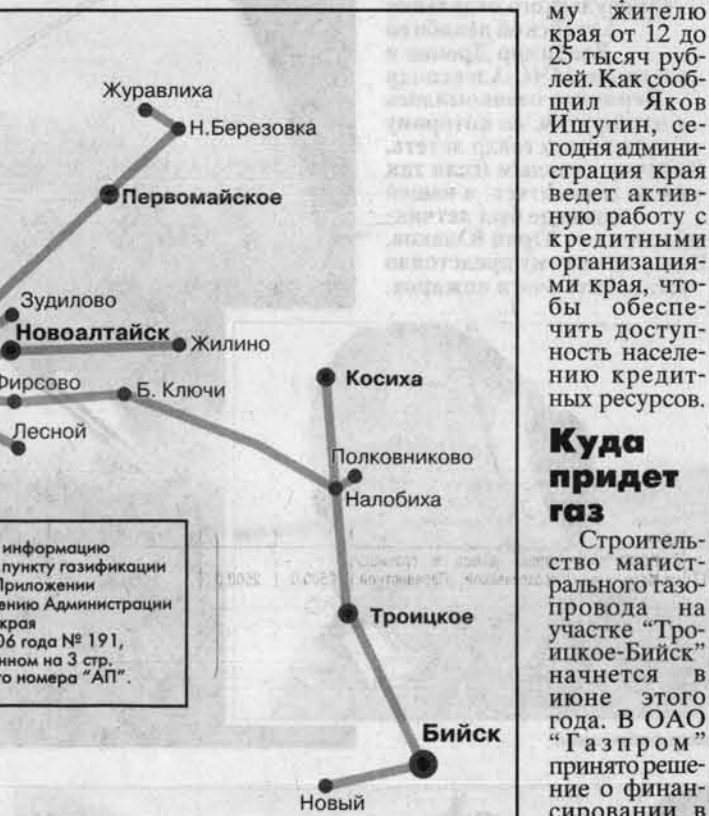 Журавлиха
Н.Березовка
Первомайское
Зудилово
Новоалтайск
Жилино
Фирсово
Б. Ключи
Лесной
Косиха
Полковниково
Налобиха
Троицкое
Бийск
Новый
информацию
пункту газификации
Приложении
ению Администрации
края
06 года № 191,
нном на 3 стр.
го номера "АП".
му жителю
края от 12 до
25 тысяч руб-
лей. Как сооб-
щил Яков
Ишутин, се-
годня админи-
страция края
ведет актив-
ную работу с
кредитными
организация-
ми края, что-
бы обеспе-
чить доступ-
ность населе-
нию кредит-
ных ресурсов.
Куда
придет
газ
Строитель-
ство магист-
рального газо-
провода на
участке "Тро-
ицкое-Бийск"
начнется в
июне этого
года. В ОАО
"Газпром"
принято реше-
ние о финан-
сировании в